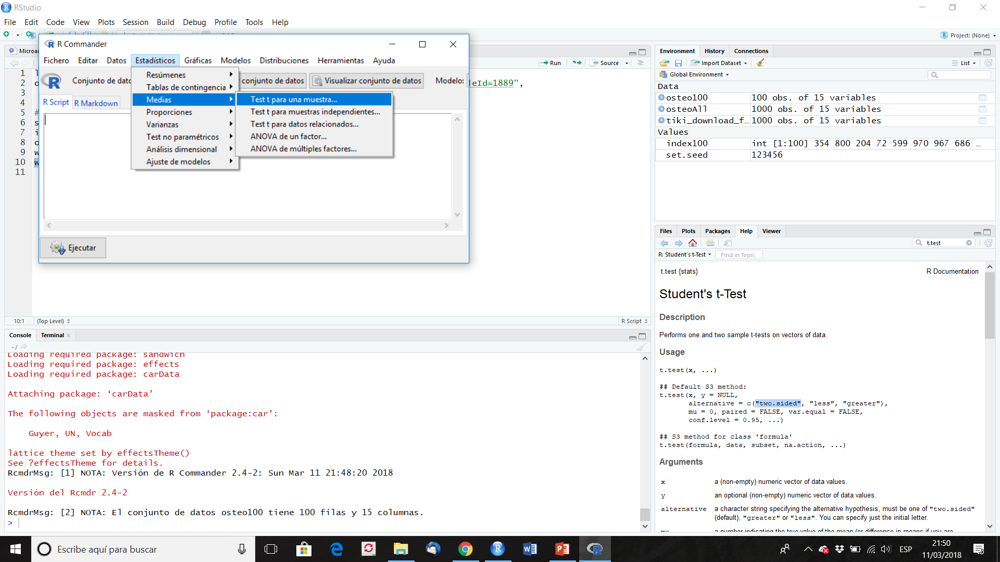 RStudio
File Edit Code View Plots Session Build Debug Profile Tools Help
Project: (None)
R Commander
Fichero Editar Datos Estadísticos Gráficas Modelos Distribuciones Herramientas Ayuda
conjunto de datos Visualizar conjunto de datos Modelo:
R Script R Markdown
Resúmenes
Tablas de contingencia
Medias
Proporciones
Varianzas
Test no paramétricos
Análisis dimensional
Ajuste de modelos
Test t para una muestra...
Test t para muestras independientes...
Test t para datos relacionados...
ANOVA de un factor...
ANOVA de múltiples factores...
Ejecutar
Run Source
eId=1889",
1
2
3
4
5 #
6
7
8
9
10
11
10:1 (Top Level) R Script
Console Terminal
~/
Loading required package: sandwich
Loading required package: effects
Loading required package: carData
Attaching package: ‘carData’
The following objects are masked from ‘package:car’:
Guyer, UN, Vocab
lattice theme set by effectsTheme()
See ?effectsTheme for details.
RcmdrMsg: [1] NOTA: Versión de R Commander 2.4-2: Sun Mar 11 21:48:20 2018
Versión del Rcmdr 2.4-2
RcmdrMsg: [2] NOTA: El conjunto de datos osteo100 tiene 100 filas y 15 columnas.
>
Environment History Connections
Import Dataset List
Global Environment
Data
osteo100 100 obs. of 15 variables
osteoAll 1000 obs. of 15 variables
tiki_download_f… 1000 obs. of 15 variables
Values
index100 int [1:100] 354 800 204 72 599 970 967 686 …
set.seed 123456
Files Plots Packages Help Viewer
t.test
R: Student's t-Test Find in Topic
t.test {stats} R Documentation
Student's t-Test
Description
Performs one and two sample t-tests on vectors of data.
Usage
t.test(x, ...)
## Default S3 method:
t.test(x, y = NULL,
alternative = c("two.sided", "less", "greater"),
mu = 0, paired = FALSE, var.equal = FALSE,
conf.level = 0.95, ...)
## S3 method for class 'formula'
t.test(formula, data, subset, na.action, ...)
Arguments
x a (non-empty) numeric vector of data values.
y an optional (non-empty) numeric vector of data values.
alternative a character string specifying the alternative hypothesis, must be one of "two.sided"
(default), "greater" or "less". You can specify just the initial letter.
mu a number indicating the true value of the mean (or difference in means if you are
Escribe aquí para buscar
ESP
21:50
11/03/2018